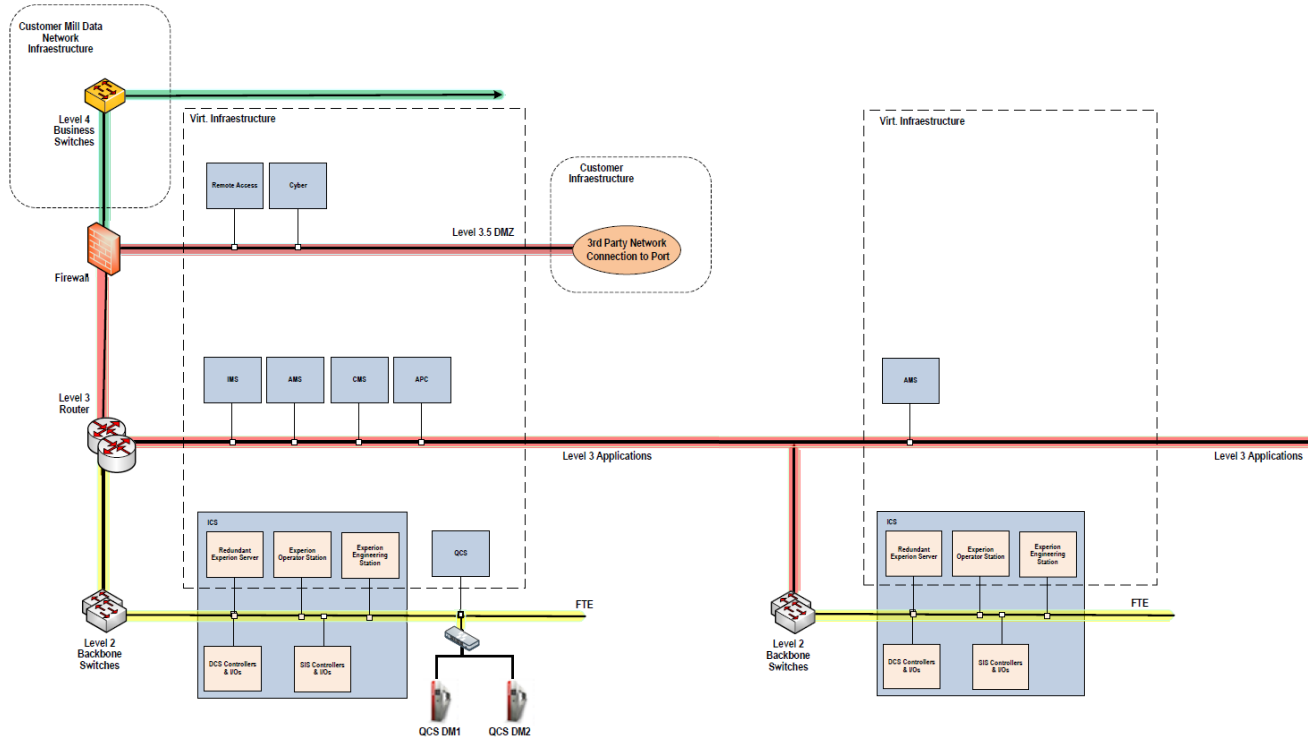 Customer Mill Data
Network
Infraestructure
Level 4
Business
Switches
Virt. Infraestructure
Virt. Infraestructure
Remote Access
Cyber
Customer
Infraestructure
Level 3.5 DMZ
3rd Party Network
Connection to Port
Firewall
IMS
AMS
CMS
APC
AMS
Level 3
Router
Level 3 Applications
Level 3 Applications
ICS
Redundant
Experion Server
Experion
Operator Station
Experion
Engineering
Station
QCS
ICS
Redundant
Experion Server
Experion
Operator Station
Experion
Engineering
Station
FTE
FTE
Level 2
Backbone
Switches
DCS Controllers
& I/Os
SIS Controllers
& I/Os
Level 2
Backbone
Switches
DCS Controllers
& I/Os
SIS Controllers
& I/Os
QCS DM1
QCS DM2